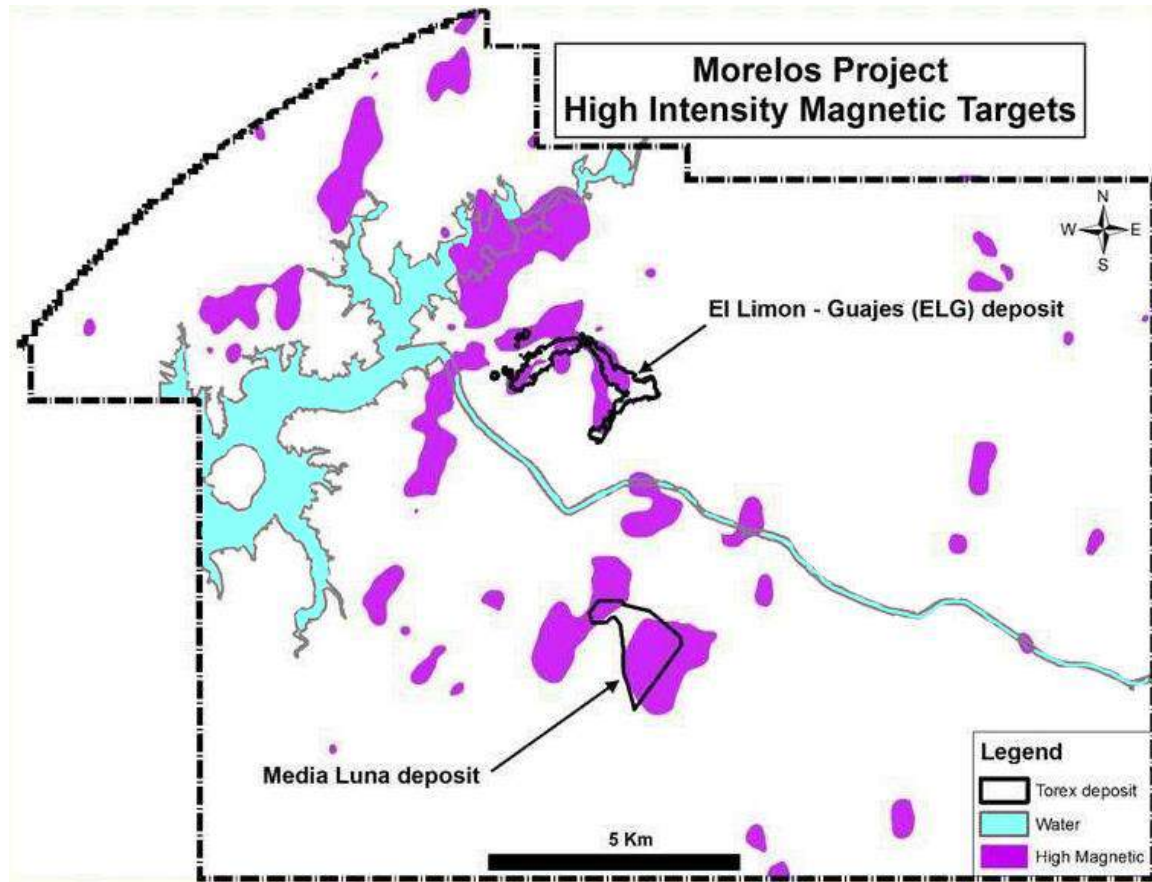 Morelos Project
High Intensity Magnetic Targets
N
W E
S
El Limon - Guajes (ELG) deposit
Media Luna deposit
Legend
Torex deposit
Water
High Magnetic
5 Km